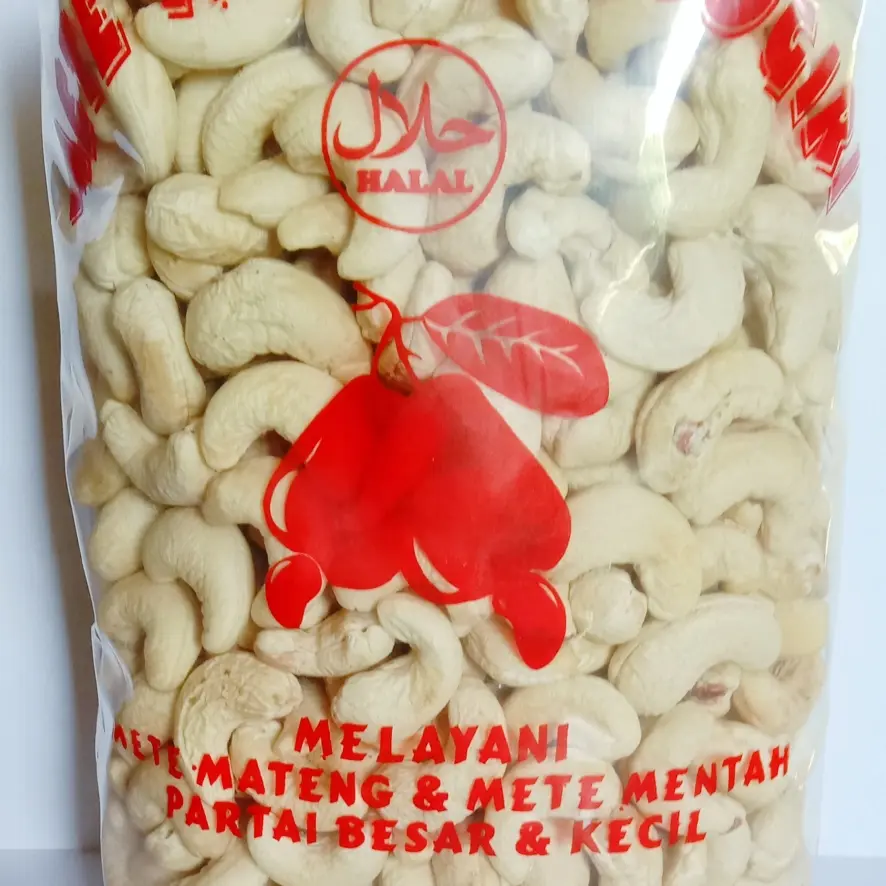 حلال
HALAL
MELAYANI
METE MATENG & METE MENTAH
PARTAI BESAR & KECIL